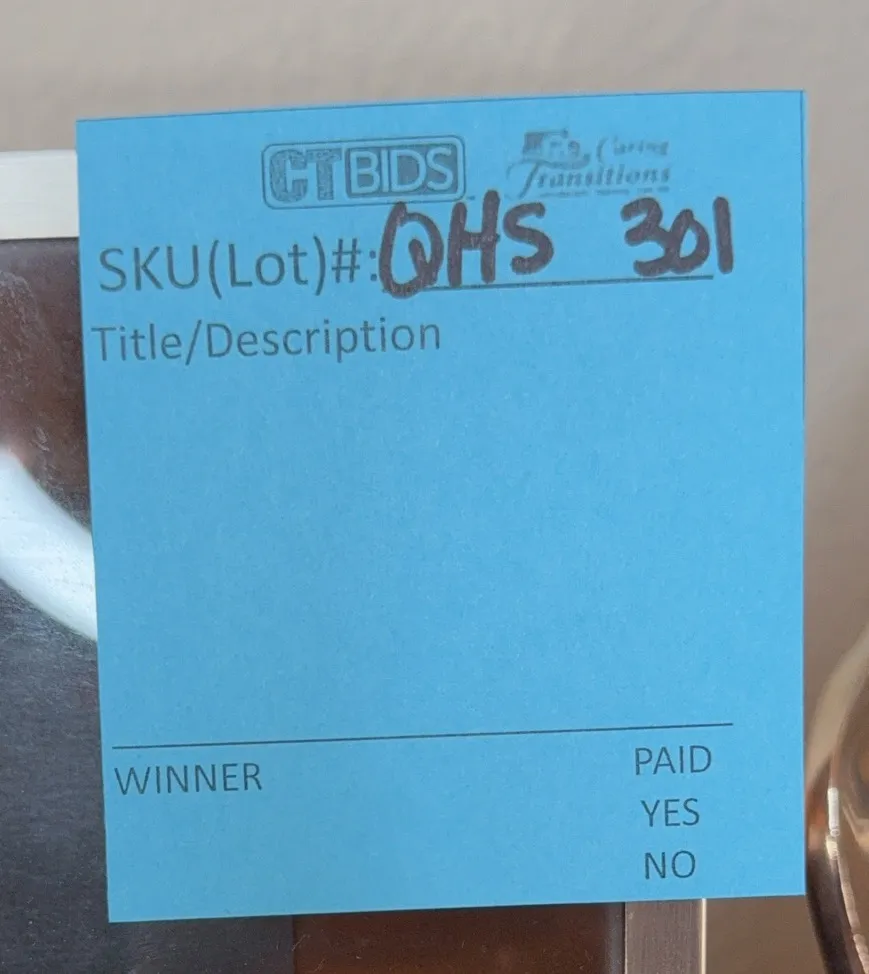 CTBIDS Caring
Transitions
SKU(Lot)#: QHS 301
Title/Description
WINNER PAID
YES
NO